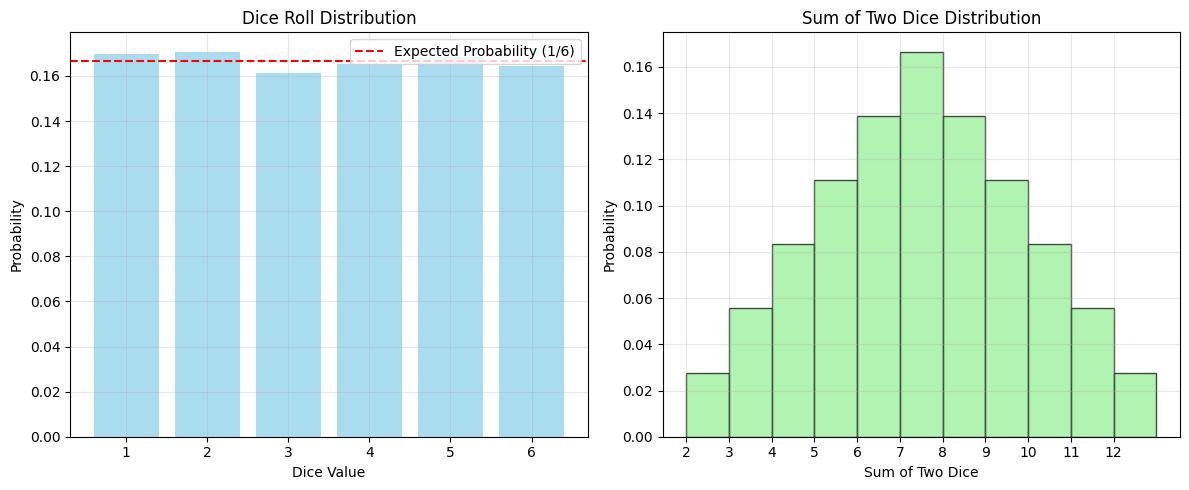 Dice Roll Distribution
Expected Probability (1/6)
0.16
0.14
0.12
0.10
0.08
0.06
0.04
0.02
0.00
Probability
1 2 3 4 5 6
Dice Value
Sum of Two Dice Distribution
0.16
0.14
0.12
0.10
0.08
0.06
0.04
0.02
0.00
Probability
2 3 4 5 6 7 8 9 10 11 12
Sum of Two Dice